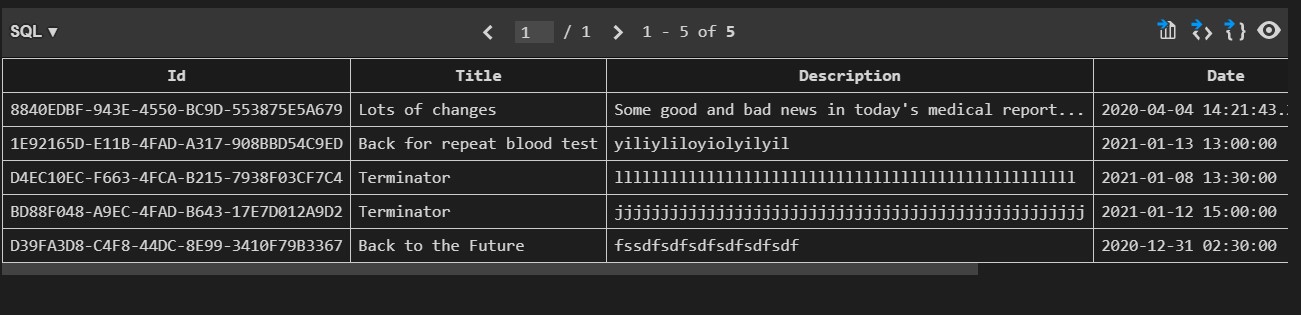 SQL ▼ 1 / 1 1 - 5 of 5
Id Title Description Date
8840EDBF-943E-4550-BC9D-553875E5A679 Lots of changes Some good and bad news in today's medical report... 2020-04-04 14:21:43.
1E92165D-E11B-4FAD-A317-908BBD54C9ED Back for repeat blood test yiliyliloyiolyilyil 2021-01-13 13:00:00
D4EC10EC-F663-4FCA-B215-7938F03CF7C4 Terminator llllllllllllllllllllllllllllllllllllllllllllllllll 2021-01-08 13:30:00
BD88F048-A9EC-4FAD-B643-17E7D012A9D2 Terminator jjjjjjjjjjjjjjjjjjjjjjjjjjjjjjjjjjjjjjjjjjjjjjjjjjj 2021-01-12 15:00:00
D39FA3D8-C4F8-44DC-8E99-3410F79B3367 Back to the Future fssdfsdfsdfsdfsdfsdf 2020-12-31 02:30:00